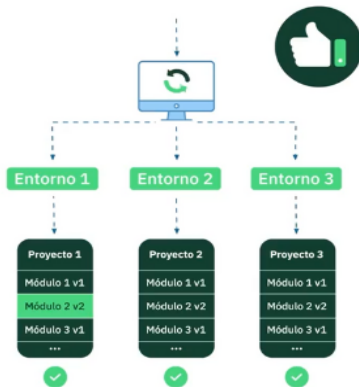 Entorno 1
Entorno 2
Entorno 3
Proyecto 1
Módulo 1 v1
Módulo 2 v2
Módulo 3 v1
...
Proyecto 2
Módulo 1 v1
Módulo 2 v2
Módulo 3 v1
...
Proyecto 3
Módulo 1 v1
Módulo 2 v2
Módulo 3 v1
...